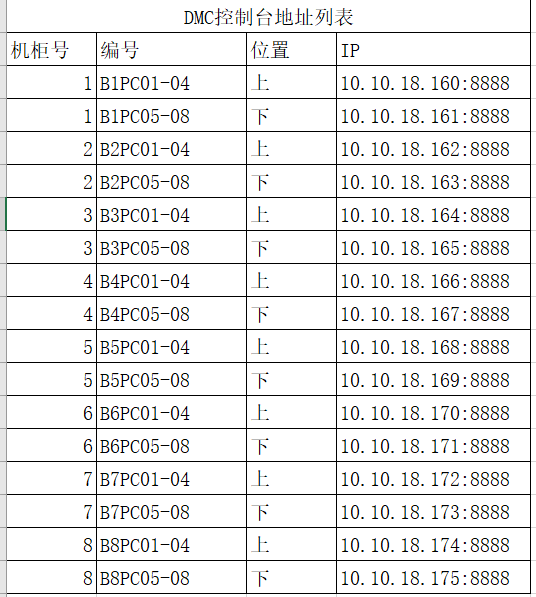 DMC控制台地址列表
机柜号 编号 位置 IP
1 B1PC01-04 上 10.10.18.160:8888
1 B1PC05-08 下 10.10.18.161:8888
2 B2PC01-04 上 10.10.18.162:8888
2 B2PC05-08 下 10.10.18.163:8888
3 B3PC01-04 上 10.10.18.164:8888
3 B3PC05-08 下 10.10.18.165:8888
4 B4PC01-04 上 10.10.18.166:8888
4 B4PC05-08 下 10.10.18.167:8888
5 B5PC01-04 上 10.10.18.168:8888
5 B5PC05-08 下 10.10.18.169:8888
6 B6PC01-04 上 10.10.18.170:8888
6 B6PC05-08 下 10.10.18.171:8888
7 B7PC01-04 上 10.10.18.172:8888
7 B7PC05-08 下 10.10.18.173:8888
8 B8PC01-04 上 10.10.18.174:8888
8 B8PC05-08 下 10.10.18.175:8888